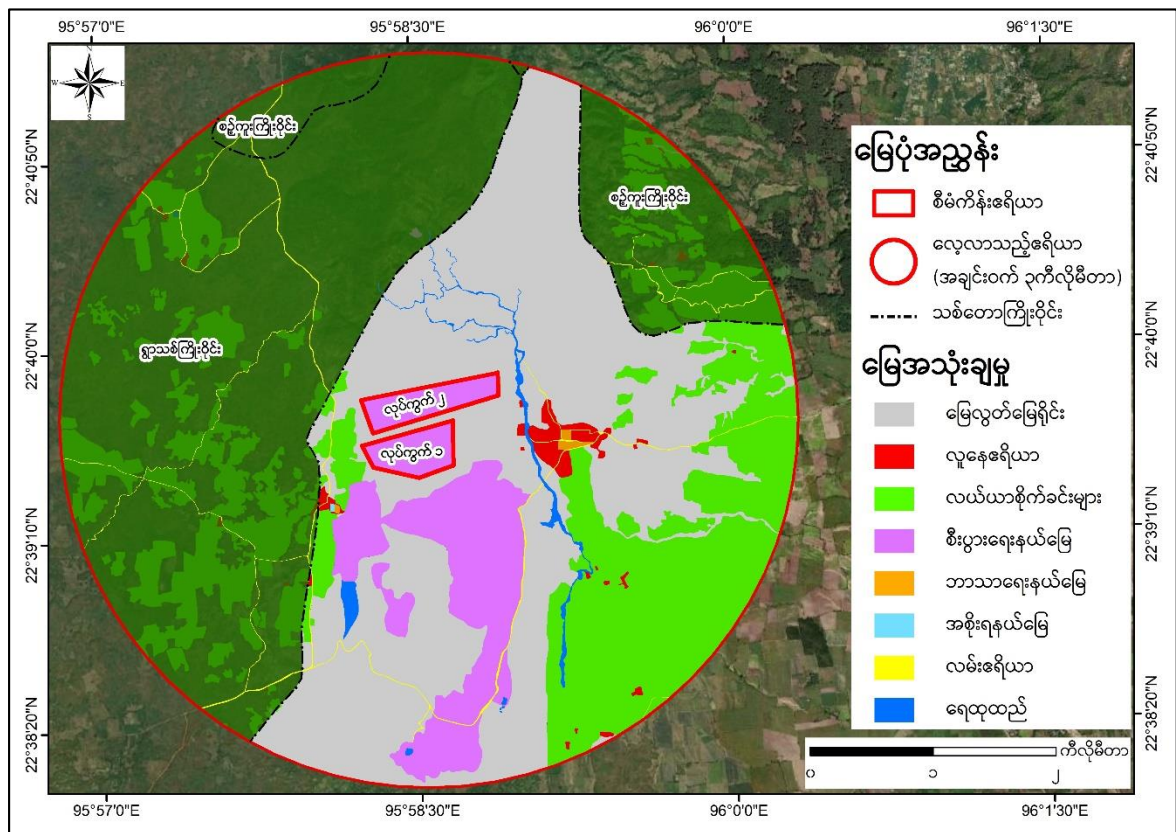 95°57'0"E
95°58'30"E
96°0'0"E
96°1'30"E
N
W
E
S
22°40'50"N
22°40'0"N
22°39'10"N
22°38'20"N
စဉ့်ကူးကြိုးဝိုင်း
စဉ့်ကူးကြိုးဝိုင်း
ရွာသစ်ကြိုးဝိုင်း
လုပ်ကွက် ၂
လုပ်ကွက် ၁
မြေပုံအညွှန်း
စီမံကိန်းဧရိယာ
လေ့လာသည့်ဧရိယာ
(အချင်းဝက် ၃ကီလိုမီတာ)
သစ်တောကြိုးဝိုင်း
မြေအသုံးချမှု
မြေလွတ်မြေရိုင်း
လူနေဧရိယာ
လယ်ယာစိုက်ခင်းများ
စီးပွားရေးနယ်မြေ
ဘာသာရေးနယ်မြေ
အစိုးရနယ်မြေ
လမ်းဧရိယာ
ရေထုထည်
ကီလိုမီတာ
၀ ၁ ၂
22°40'50"N
22°40'0"N
22°39'10"N
22°38'20"N
95°57'0"E
95°58'30"E
96°0'0"E
96°1'30"E